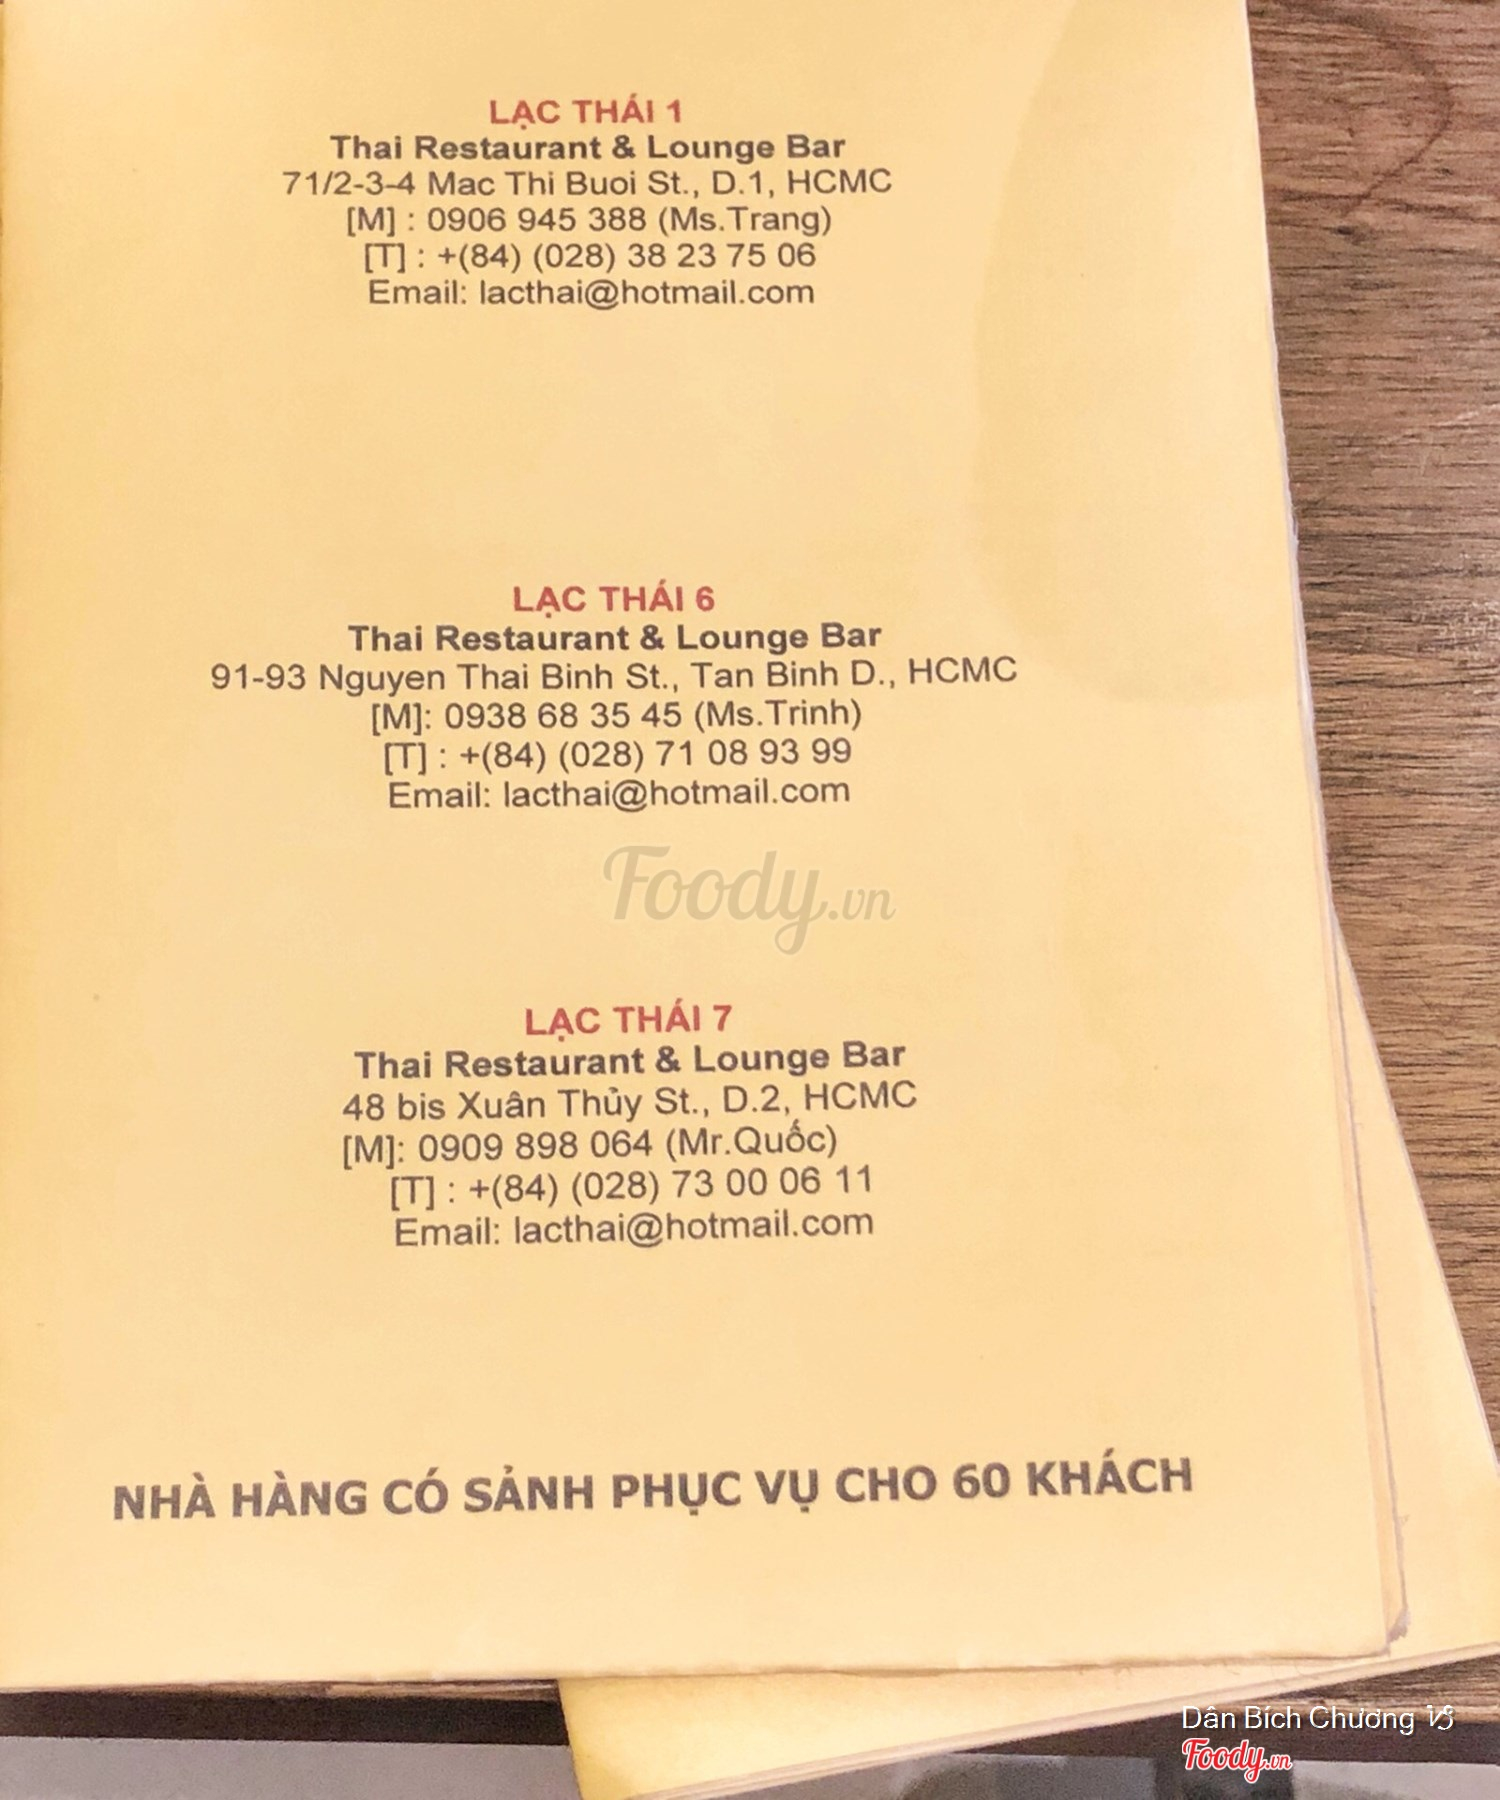 LẠC THÁI 1
Thai Restaurant & Lounge Bar
71/2-3-4 Mac Thi Buoi St., D.1, HCMC
[M] : 0906 945 388 (Ms.Trang)
[T] : +(84) (028) 38 23 75 06
Email: lacthai@hotmail.com
LẠC THÁI 6
Thai Restaurant & Lounge Bar
91-93 Nguyen Thai Binh St., Tan Binh D., HCMC
[M]: 0938 68 35 45 (Ms.Trinh)
[T] : +(84) (028) 71 08 93 99
Email: lacthai@hotmail.com
Foody.vn
LẠC THÁI 7
Thai Restaurant & Lounge Bar
48 bis Xuân Thủy St., D.2, HCMC
[M]: 0909 898 064 (Mr.Quốc)
[T] : +(84) (028) 73 00 06 11
Email: lacthai@hotmail.com
NHÀ HÀNG CÓ SẢNH PHỤC VỤ CHO 60 KHÁCH
Dân Bích Chương ♑
Foody.vn